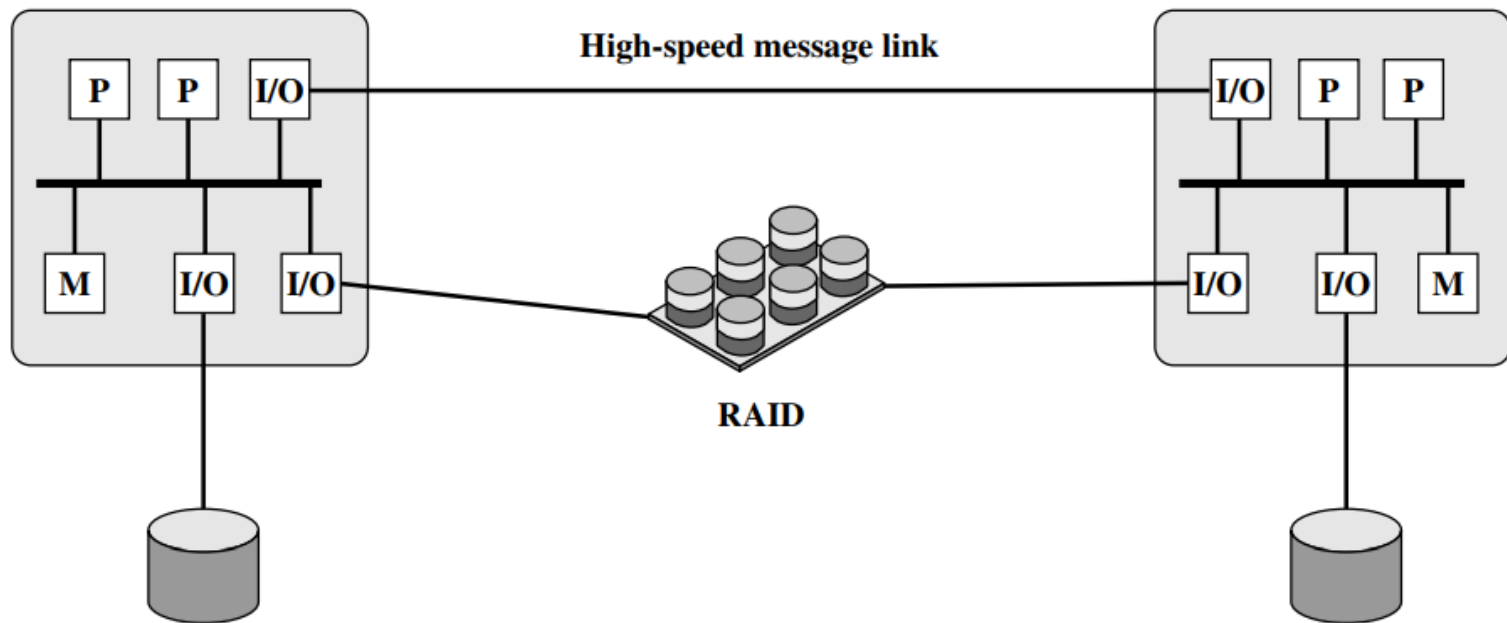 High-speed message link
P P I/O
I/O P P
M I/O I/O
I/O I/O M
RAID